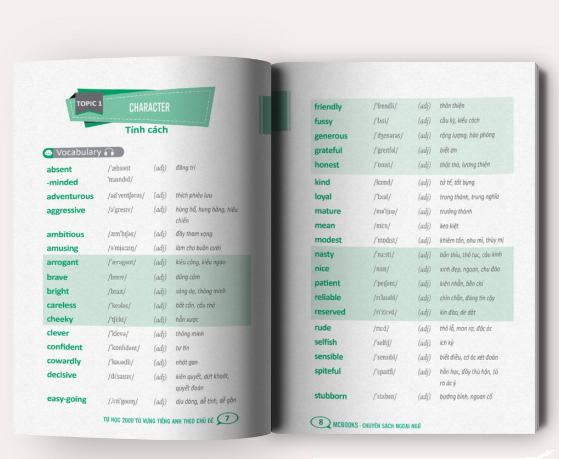 TOPIC 1
CHARACTER
Tính cách
Vocabulary
absent /ˈæbsənt (adj) đãng trí
-minded ˈmaɪndɪd/
adventurous /ədˈventʃərəs/ (adj) thích phiêu lưu
aggressive /əˈɡresɪv/ (adj) hùng hổ, hung hăng, hiếu
chiến
ambitious /æmˈbɪʃəs/ (adj) đầy tham vọng
amusing /əˈmjuːzɪŋ/ (adj) làm cho buồn cười
arrogant /ˈærəɡənt/ (adj) kiêu căng, kiêu ngạo
brave /breɪv/ (adj) dũng cảm
bright /braɪt/ (adj) sáng dạ, thông minh
careless /ˈkeələs/ (adj) bất cẩn, cẩu thả
cheeky /ˈtʃiːki/ (adj) hỗn xược
clever /ˈklevə/ (adj) thông minh
confident /ˈkɒnfɪdənt/ (adj) tự tin
cowardly /ˈkaʊədli/ (adj) nhát gan
decisive /dɪˈsaɪsɪv/ (adj) kiên quyết, dứt khoát,
quyết đoán
easy-going /ˌiːziˈɡəʊɪŋ/ (adj) dịu dàng, dễ tính, dễ gần
TỰ HỌC 2000 TỪ VỰNG TIẾNG ANH THEO CHỦ ĐỀ 7
friendly /ˈfrendli/ (adj) thân thiện
fussy /ˈfʌsi/ (adj) cầu kỳ, kiểu cách
generous /ˈdʒenərəs/ (adj) rộng lượng, hào phóng
grateful /ˈɡreɪtfl/ (adj) biết ơn
honest /ˈɒnɪst/ (adj) thật thà, lương thiện
kind /kaɪnd/ (adj) tử tế, tốt bụng
loyal /ˈlɔɪəl/ (adj) trung thành, trung nghĩa
mature /məˈtʃʊə/ (adj) trưởng thành
mean /miːn/ (adj) keo kiệt
modest /ˈmɒdɪst/ (adj) khiêm tốn, nhu mì, thùy mị
nasty /ˈnɑːsti/ (adj) bẩn thỉu, thô tục, cáu kỉnh
nice /naɪs/ (adj) xinh đẹp, ngoan, chu đáo
patient /ˈpeɪʃnt/ (adj) kiên nhẫn, bền chí
reliable /rɪˈlaɪəbl/ (adj) chín chắn, đáng tin cậy
reserved /rɪˈzɜːvd/ (adj) kín đáo, dè dặt
rude /ruːd/ (adj) thô lỗ, man rợ, độc ác
selfish /ˈselfɪʃ/ (adj) ích kỷ
sensible /ˈsensəbl/ (adj) biết điều, có óc xét đoán
spiteful /ˈspaɪtfl/ (adj) hằn học, đầy thù hận, tỏ
ra ác ý
stubborn /ˈstʌbən/ (adj) bướng bỉnh, ngoan cố
8 MCBOOKS - CHUYÊN SÁCH NGOẠI NGỮ